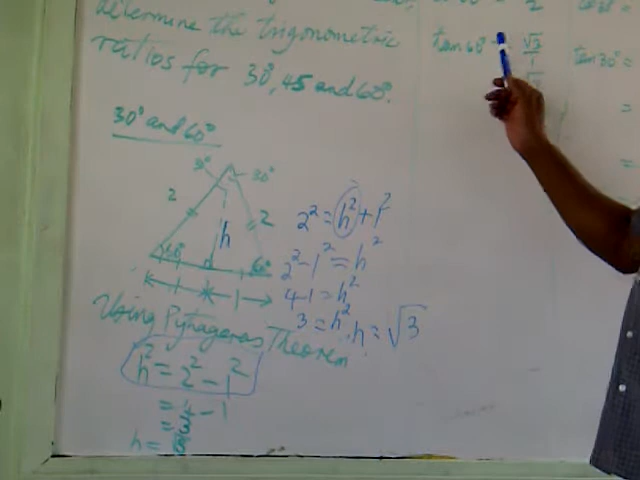 determine the trigonometric
ratios for 30°, 45 and 60°.
30° and 60°
30° 30°
2 2
h
60° 60°
1 1
Using Pythagoras Theorem
h² = 2² - 1²
= 4 - 1
h =
2² = h² + 1²
2² - 1² = h²
4 - 1 = h²
3 = h² . h = √3
2
tan 60° = √3
1
tan 30° =
=
=